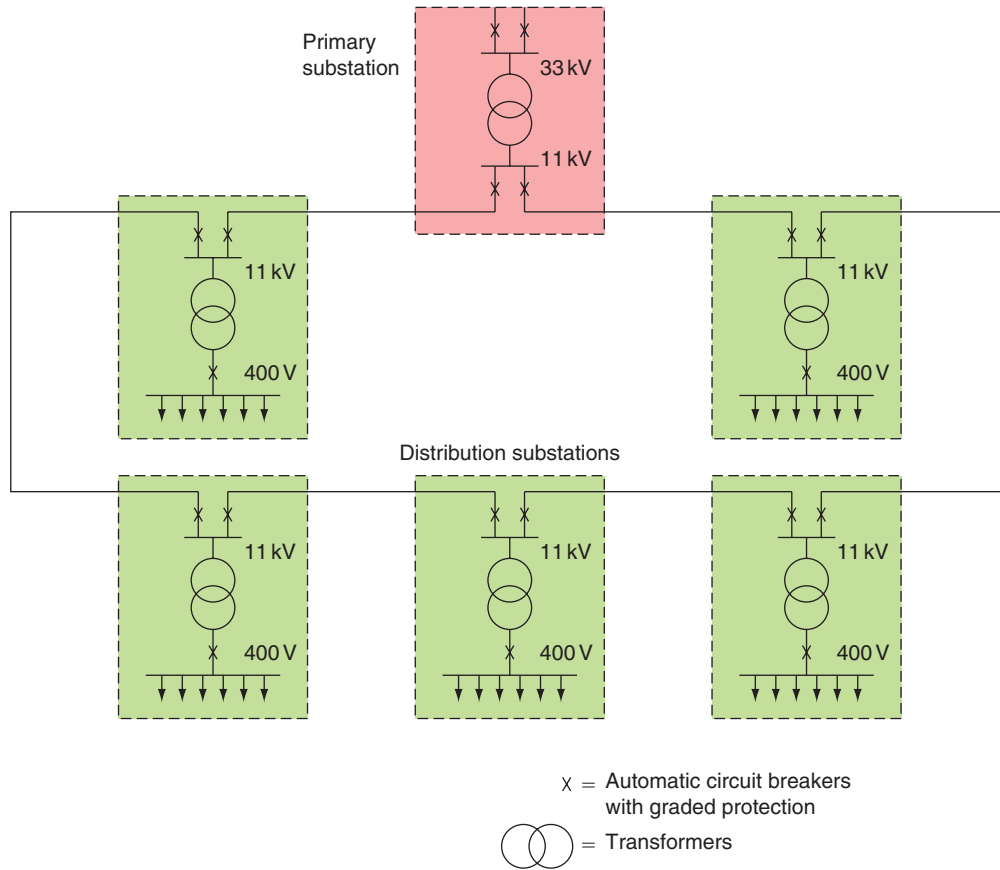 Primary
substation
33 kV
11 kV
11 kV
11 kV
400 V
400 V
Distribution substations
11 kV
11 kV
11 kV
400 V
400 V
400 V
× = Automatic circuit breakers
with graded protection
= Transformers